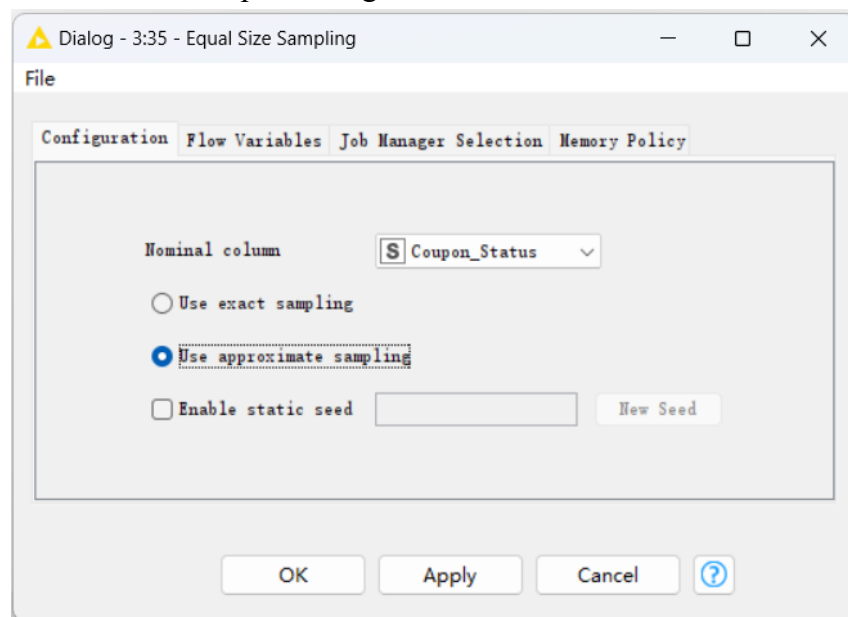 Dialog - 3:35 - Equal Size Sampling
File
Configuration Flow Variables Job Manager Selection Memory Policy
Nominal column S Coupon_Status
Use exact sampling
Use approximate sampling
Enable static seed New Seed
OK Apply Cancel ?